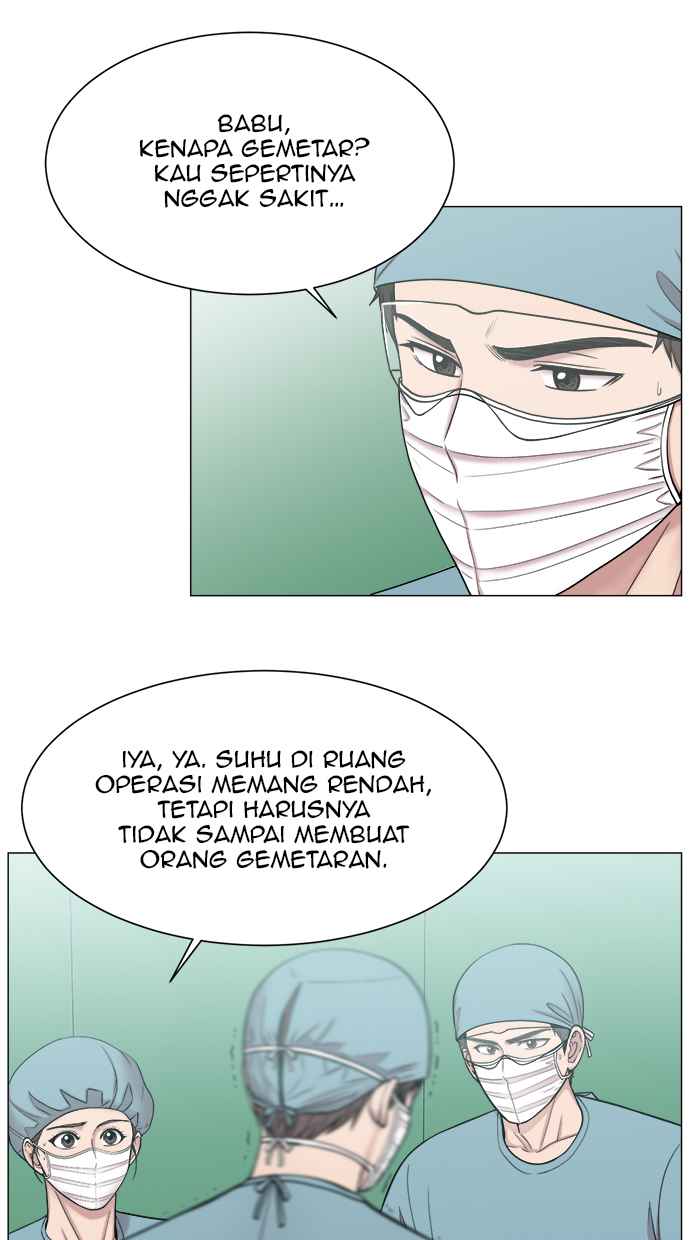 BABU,
KENAPA GEMETAR?
KAU SEPERTINYA
NGGAK SAKIT...
IYA, YA. SUHU DI RUANG
OPERASI MEMANG RENDAH,
TETAPI HARUSNYA
TIDAK SAMPAI MEMBUAT
ORANG GEMETARAN.